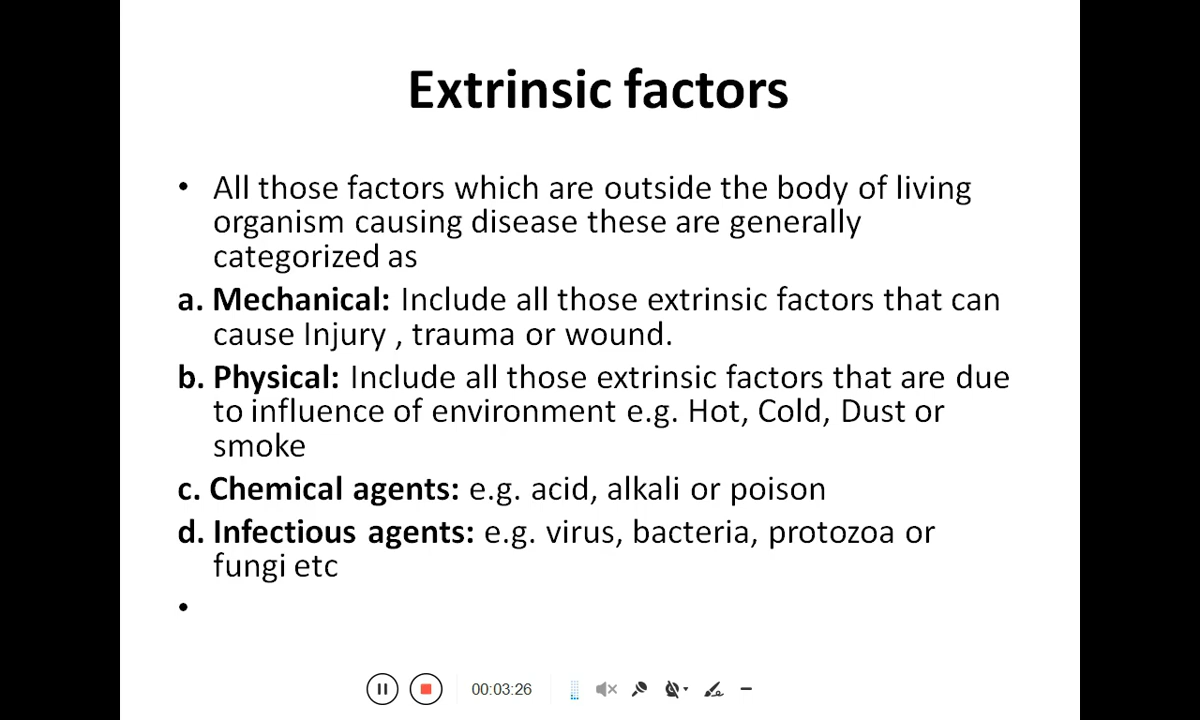 Extrinsic factors
• All those factors which are outside the body of living
organism causing disease these are generally
categorized as
a. Mechanical: Include all those extrinsic factors that can
cause Injury , trauma or wound.
b. Physical: Include all those extrinsic factors that are due
to influence of environment e.g. Hot, Cold, Dust or
smoke
c. Chemical agents: e.g. acid, alkali or poison
d. Infectious agents: e.g. virus, bacteria, protozoa or
fungi etc
•
00:03:26